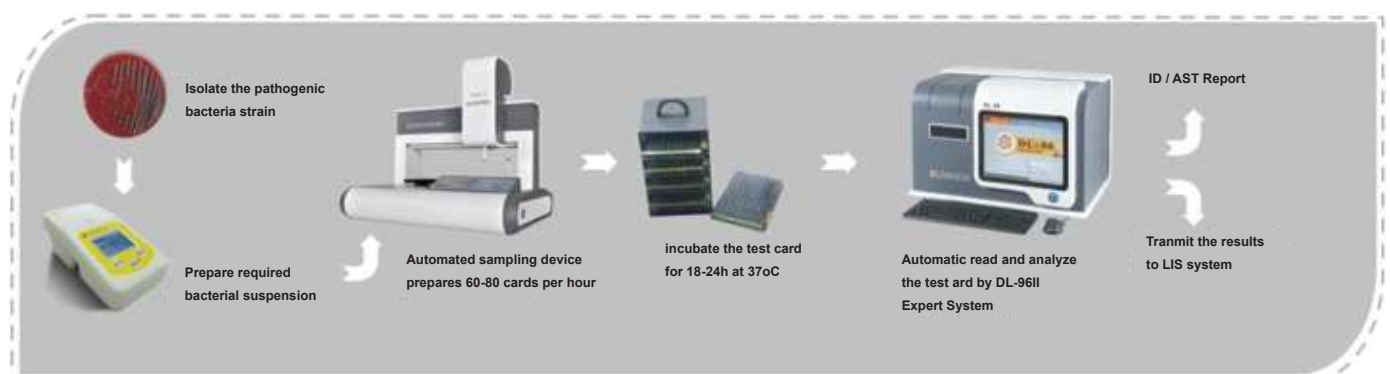 Isolate the pathogenic
bacteria strain
Prepare required
bacterial suspension
Automated sampling device
prepares 60-80 cards per hour
incubate the test card
for 18-24h at 37oC
DL-96
Automatic read and analyze
the test ard by DL-96II
Expert System
ID / AST Report
Tranmit the results
to LIS system